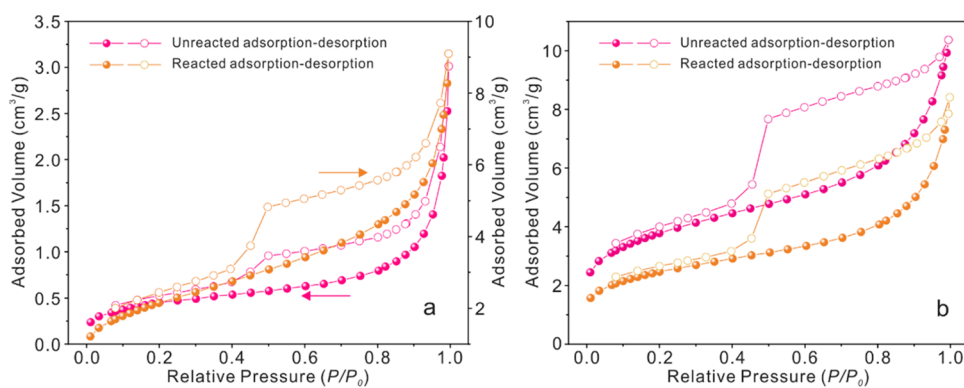 3.5
3.0
2.5
2.0
1.5
1.0
0.5
0.0
Adsorbed Volume (cm³/g)
0.0 0.2 0.4 0.6 0.8 1.0
Relative Pressure (P/P₀)
10
8
6
4
2
Adsorbed Volume (cm³/g)
Unreacted adsorption-desorption
Reacted adsorption-desorption
a
10
8
6
4
2
0
Adsorbed Volume (cm³/g)
0.0 0.2 0.4 0.6 0.8 1.0
Relative Pressure (P/P₀)
Unreacted adsorption-desorption
Reacted adsorption-desorption
b